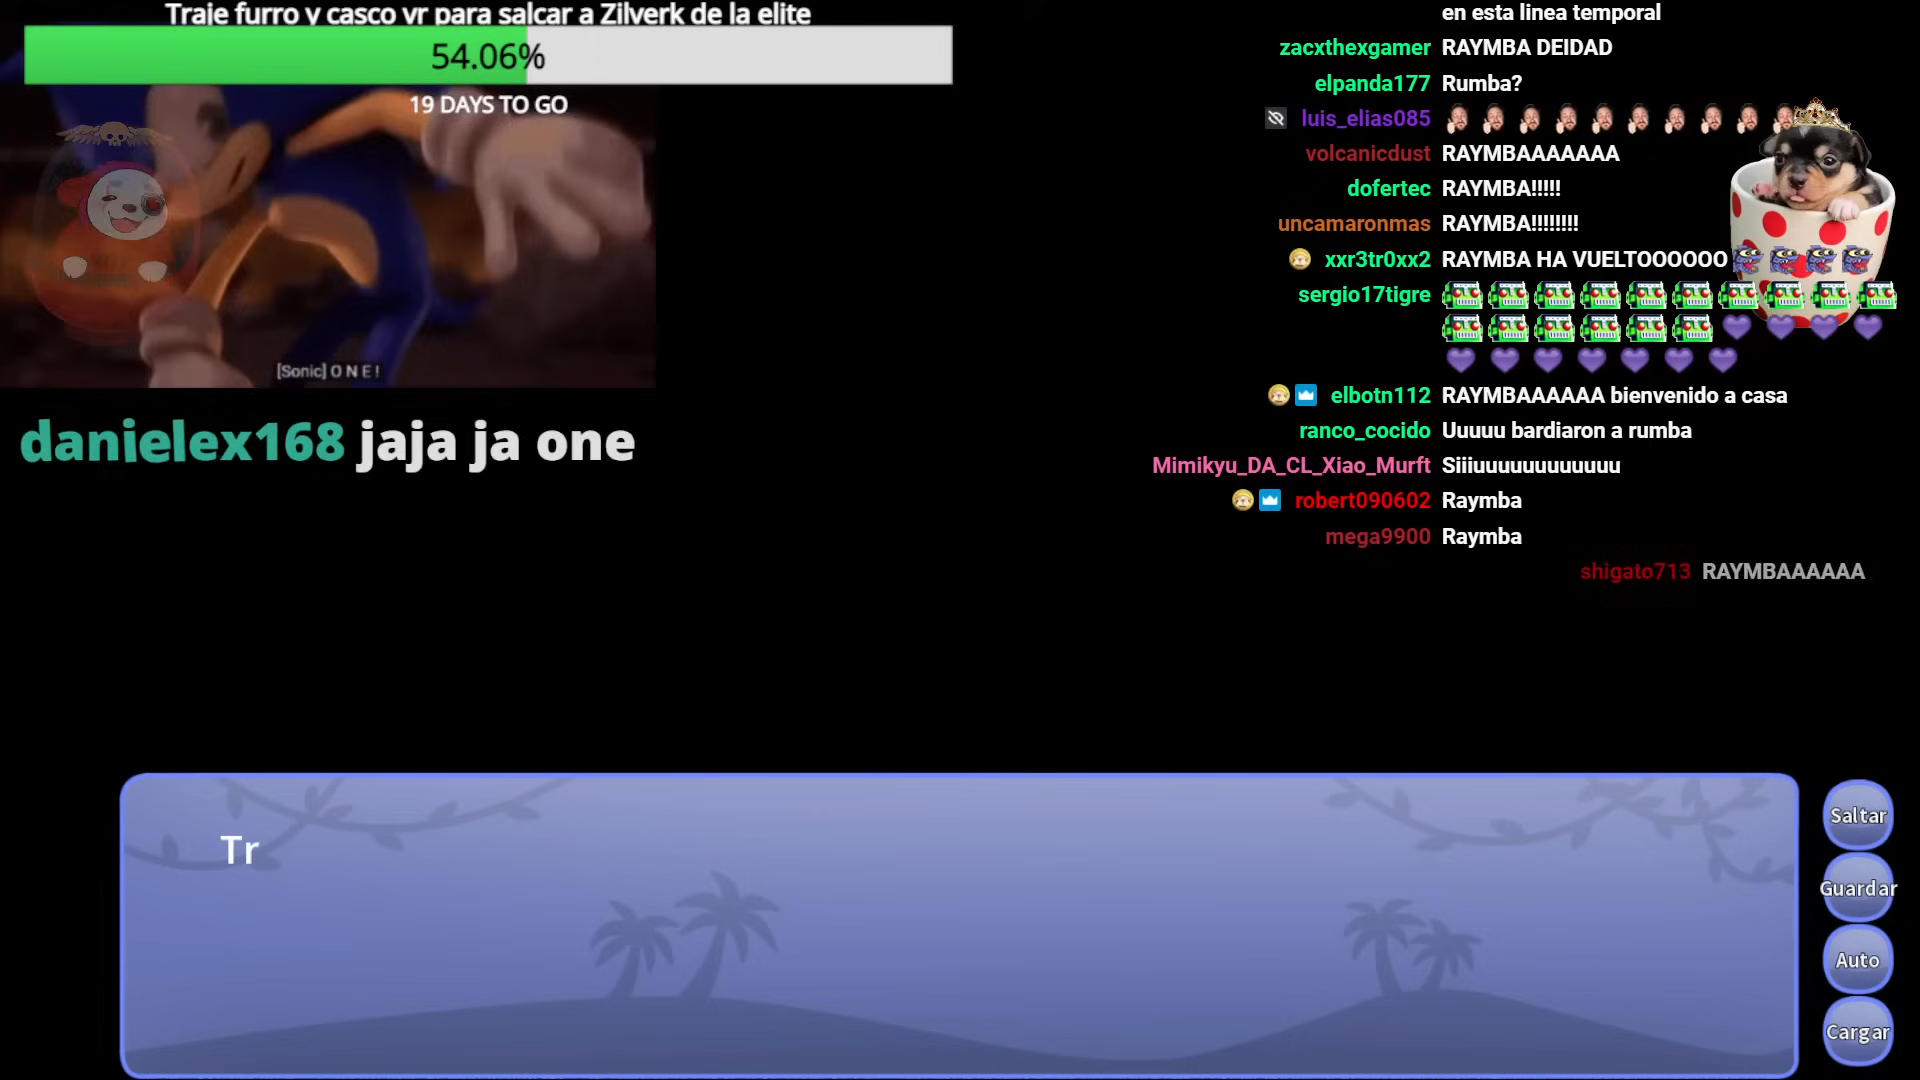 Traje furro y casco vr para salcar a Zilverk de la elite
54.06%
19 DAYS TO GO
[Sonic] O N E !
danielex168 jaja ja one
en esta linea temporal
zacxthexgamer RAYMBA DEIDAD
elpanda177 Rumba?
luis_elias085
volcanicdust RAYMBAAAAAAA
dofertec RAYMBA!!!!!
uncamaronmas RAYMBA!!!!!!!!
xxr3tr0xx2 RAYMBA HA VUELTOOOOOO
sergio17tigre
elbotn112 RAYMBAAAAAA bienvenido a casa
ranco_cocido Uuuuu bardiaron a rumba
Mimikyu_DA_CL_Xiao_Murft Siiiuuuuuuuuuuuu
robert090602 Raymba
mega9900 Raymba
shigato713 RAYMBAAAAAA
Tr
Saltar
Guardar
Auto
Cargar